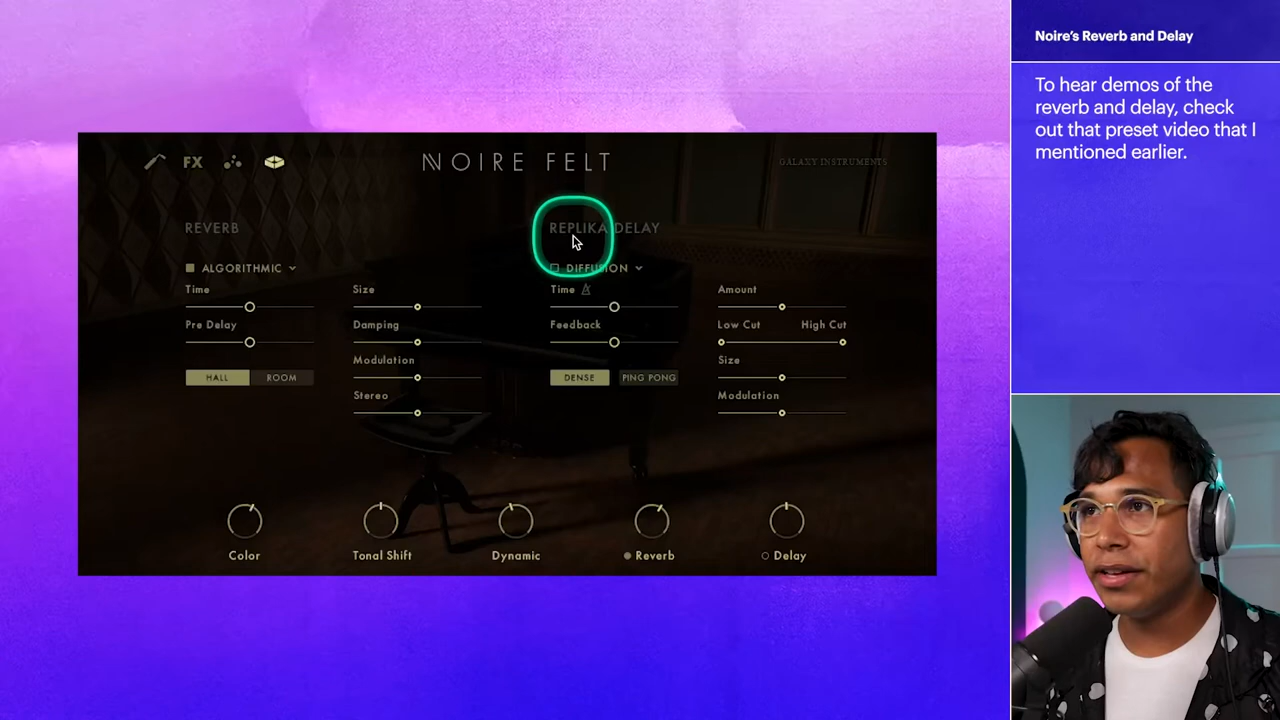 Noire's Reverb and Delay
To hear demos of the
reverb and delay, check
out that preset video that I
mentioned earlier.
FX
NOIRE FELT
GALAXY INSTRUMENTS
REVERB
ALGORITHMIC
Time
Size
Pre Delay
Damping
Modulation
HALL
ROOM
Stereo
REPLIKA DELAY
DIFFUSION
Time
Amount
Feedback
Low Cut
High Cut
Size
DENSE
PING PONG
Modulation
Color
Tonal Shift
Dynamic
Reverb
Delay